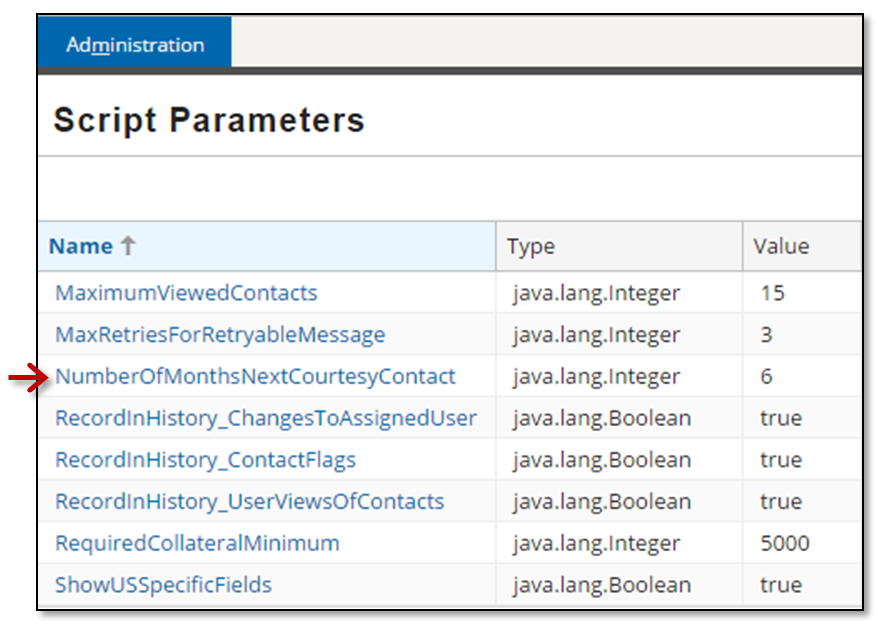 Administration
Script Parameters
Name ↑ Type Value
MaximumViewedContacts java.lang.Integer 15
MaxRetriesForRetryableMessage java.lang.Integer 3
NumberOfMonthsNextCourtesyContact java.lang.Integer 6
RecordInHistory_ChangesToAssignedUser java.lang.Boolean true
RecordInHistory_ContactFlags java.lang.Boolean true
RecordInHistory_UserViewsOfContacts java.lang.Boolean true
RequiredCollateralMinimum java.lang.Integer 5000
ShowUSSpecificFields java.lang.Boolean true